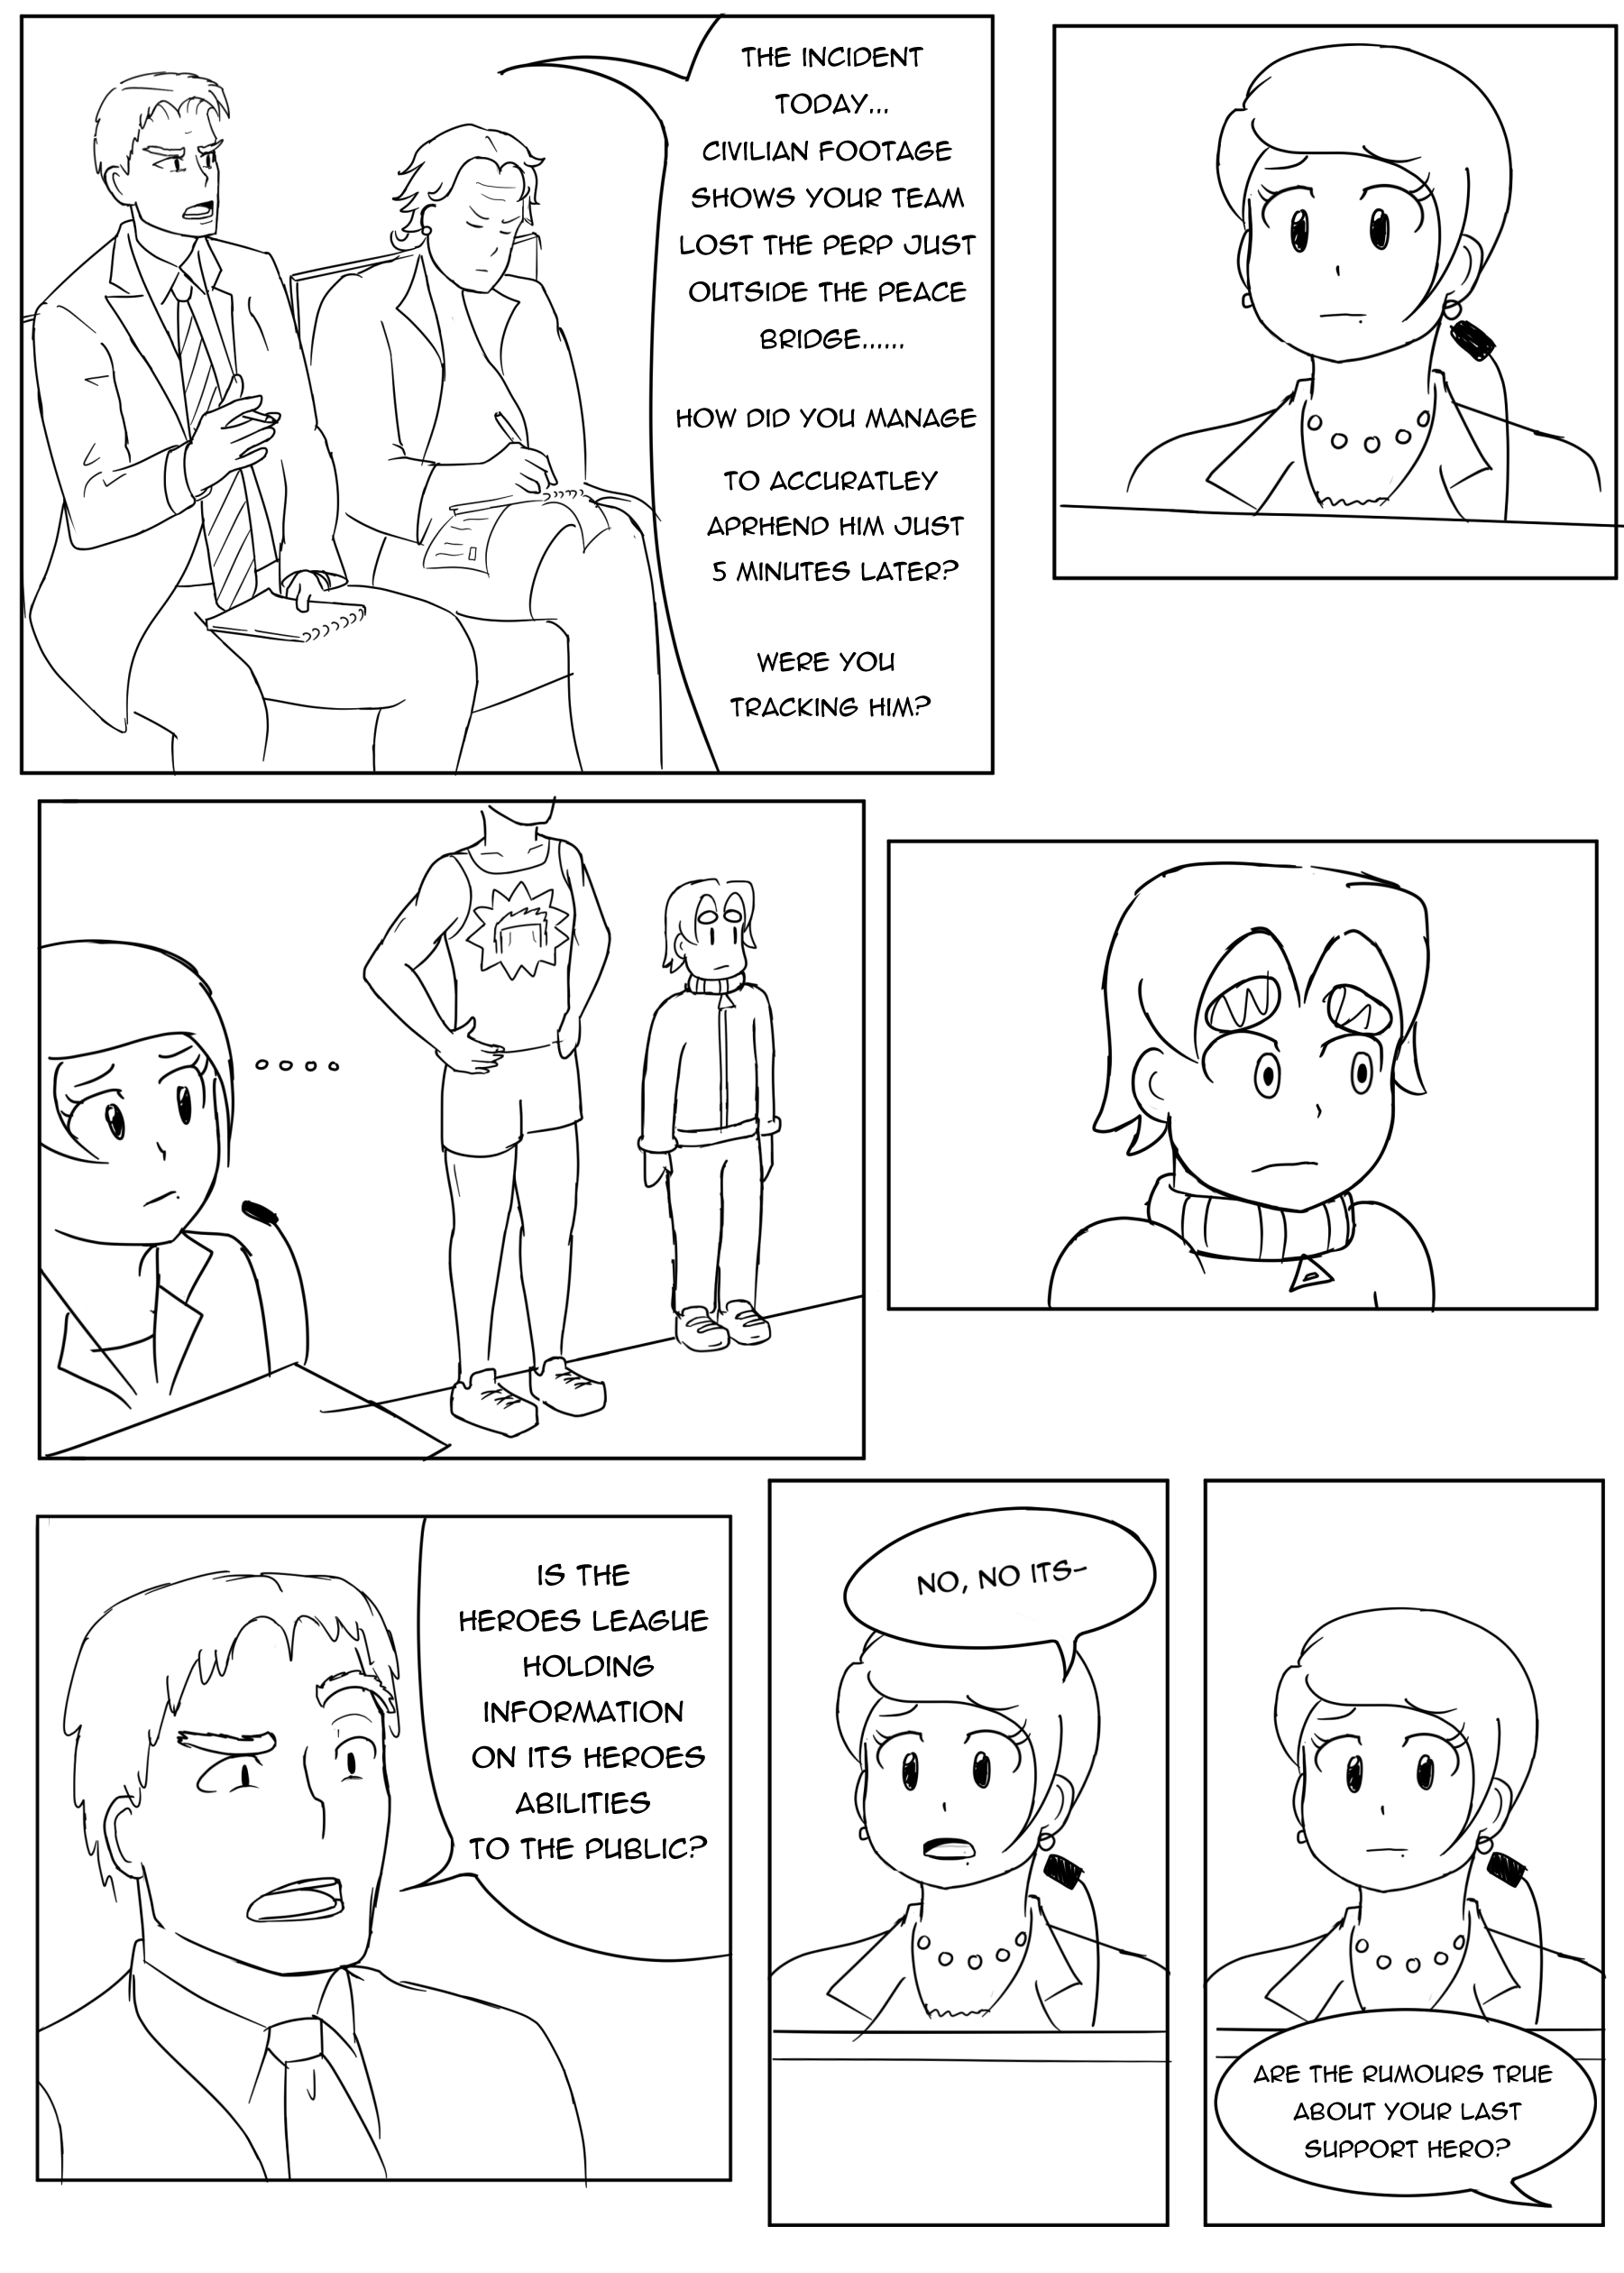 THE INCIDENT
TODAY...
CIVILIAN FOOTAGE
SHOWS YOUR TEAM
LOST THE PERP JUST
OUTSIDE THE PEACE
BRIDGE......
HOW DID YOU MANAGE
TO ACCURATLEY
APRHEND HIM JUST
5 MINUTES LATER?
WERE YOU
TRACKING HIM?
IS THE
HEROES LEAGUE
HOLDING
INFORMATION
ON ITS HEROES
ABILITIES
TO THE PUBLIC?
NO, NO ITS-
ARE THE RUMOURS TRUE
ABOUT YOUR LAST
SUPPORT HERO?